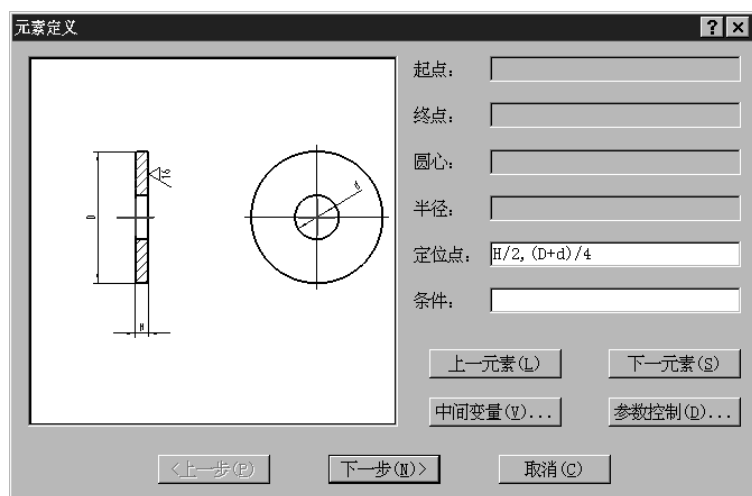 元素定义
起点:
终点:
圆心:
半径:
定位点: H/2,(D+d)/4
条件:
上一元素(L) 下一元素(S)
中间变量(V)... 参数控制(D)...
<上一步(P) 下一步(N)> 取消(C)
D
16
d
H